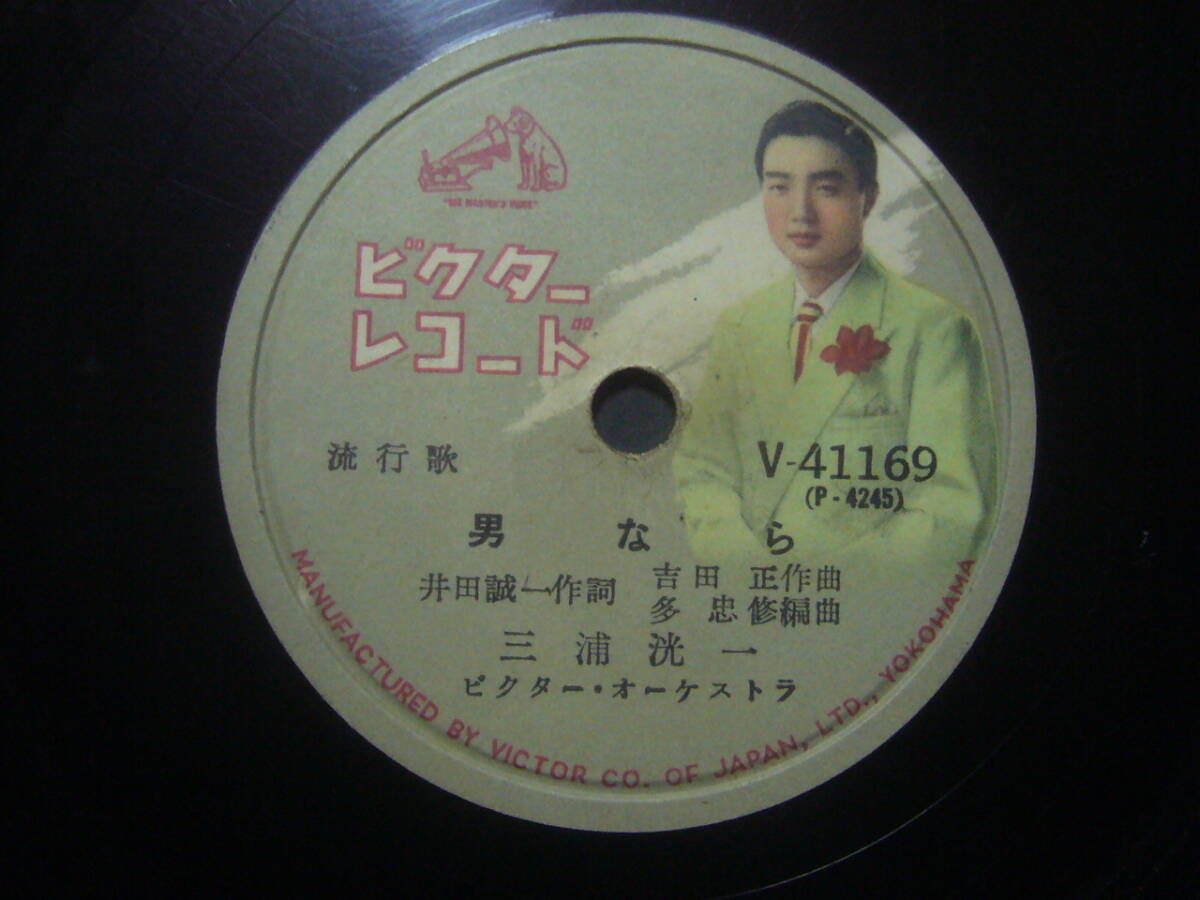 "HIS MASTER'S VOICE"
ビクター
レコード
流行歌
V-41169
(P-4245)
男なら
井田誠一作詞
吉田正作曲
多忠修編曲
三浦洸一
ビクター・オーケストラ
MANUFACTURED BY VICTOR CO. OF JAPAN, LTD., YOKOHAMA